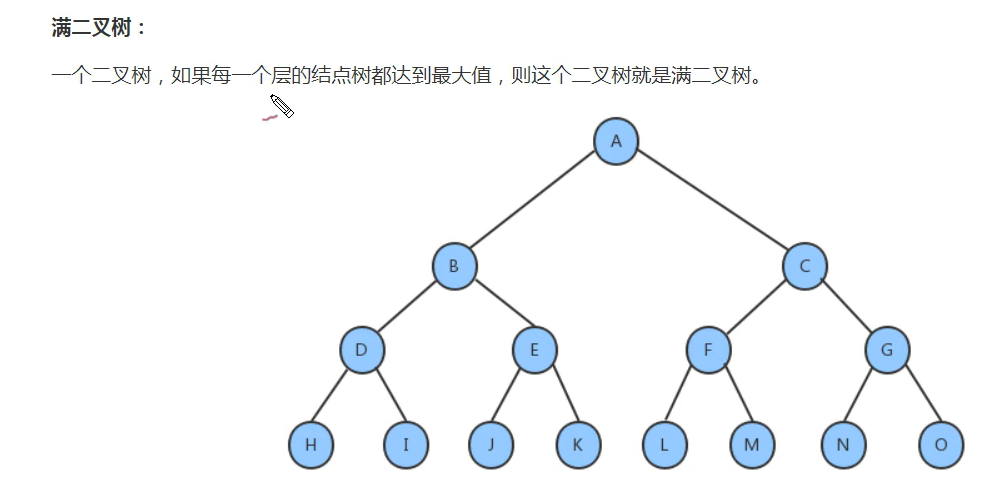 满二叉树：
一个二叉树，如果每一个层的结点树都达到最大值，则这个二叉树就是满二叉树。
A
B C
D E F G
H I J K L M N O